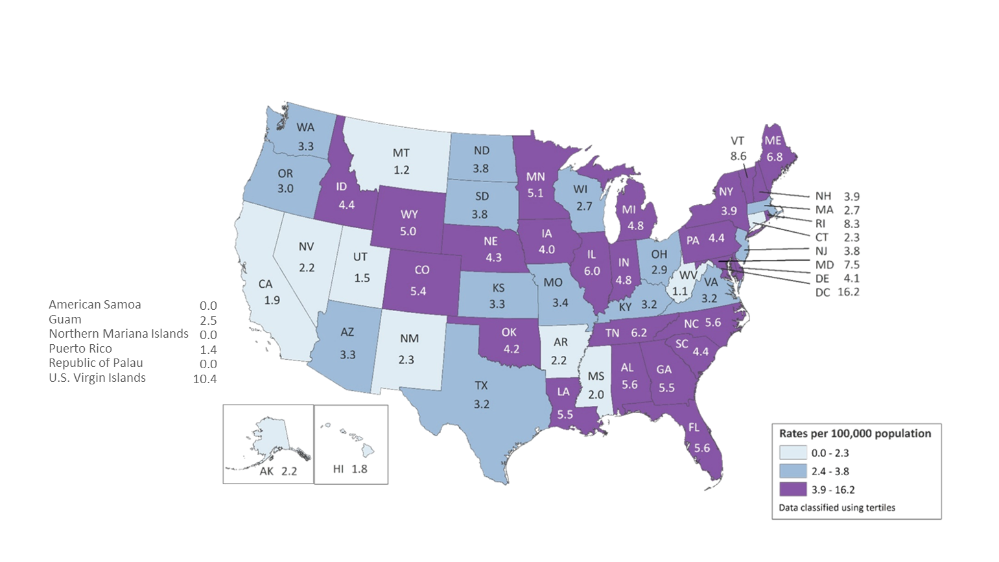 WA
3.3
OR
3.0
ID
4.4
MT
1.2
ND
3.8
SD
3.8
MN
5.1
WI
2.7
MI
4.8
WY
5.0
NE
4.3
IA
4.0
NV
2.2
UT
1.5
CO
5.4
CA
1.9
KS
3.3
MO
3.4
IL
6.0
IN
4.8
OH
2.9
KY 3.2
WV
1.1
VA
3.2
PA 4.4
NY
3.9
VT
8.6
ME
6.8
NH 3.9
MA 2.7
RI 8.3
CT 2.3
NJ 3.8
MD 7.5
DE 4.1
DC 16.2
AZ
3.3
NM
2.3
OK
4.2
TX
3.2
AR
2.2
LA
5.5
MS
2.0
TN 6.2
NC 5.6
SC
4.4
AL
5.6
GA
5.5
FL
5.6
American Samoa 0.0
Guam 2.5
Northern Mariana Islands 0.0
Puerto Rico 1.4
Republic of Palau 0.0
U.S. Virgin Islands 10.4
AK 2.2
HI 1.8
Rates per 100,000 population
0.0 - 2.3
2.4 - 3.8
3.9 - 16.2
Data classified using tertiles